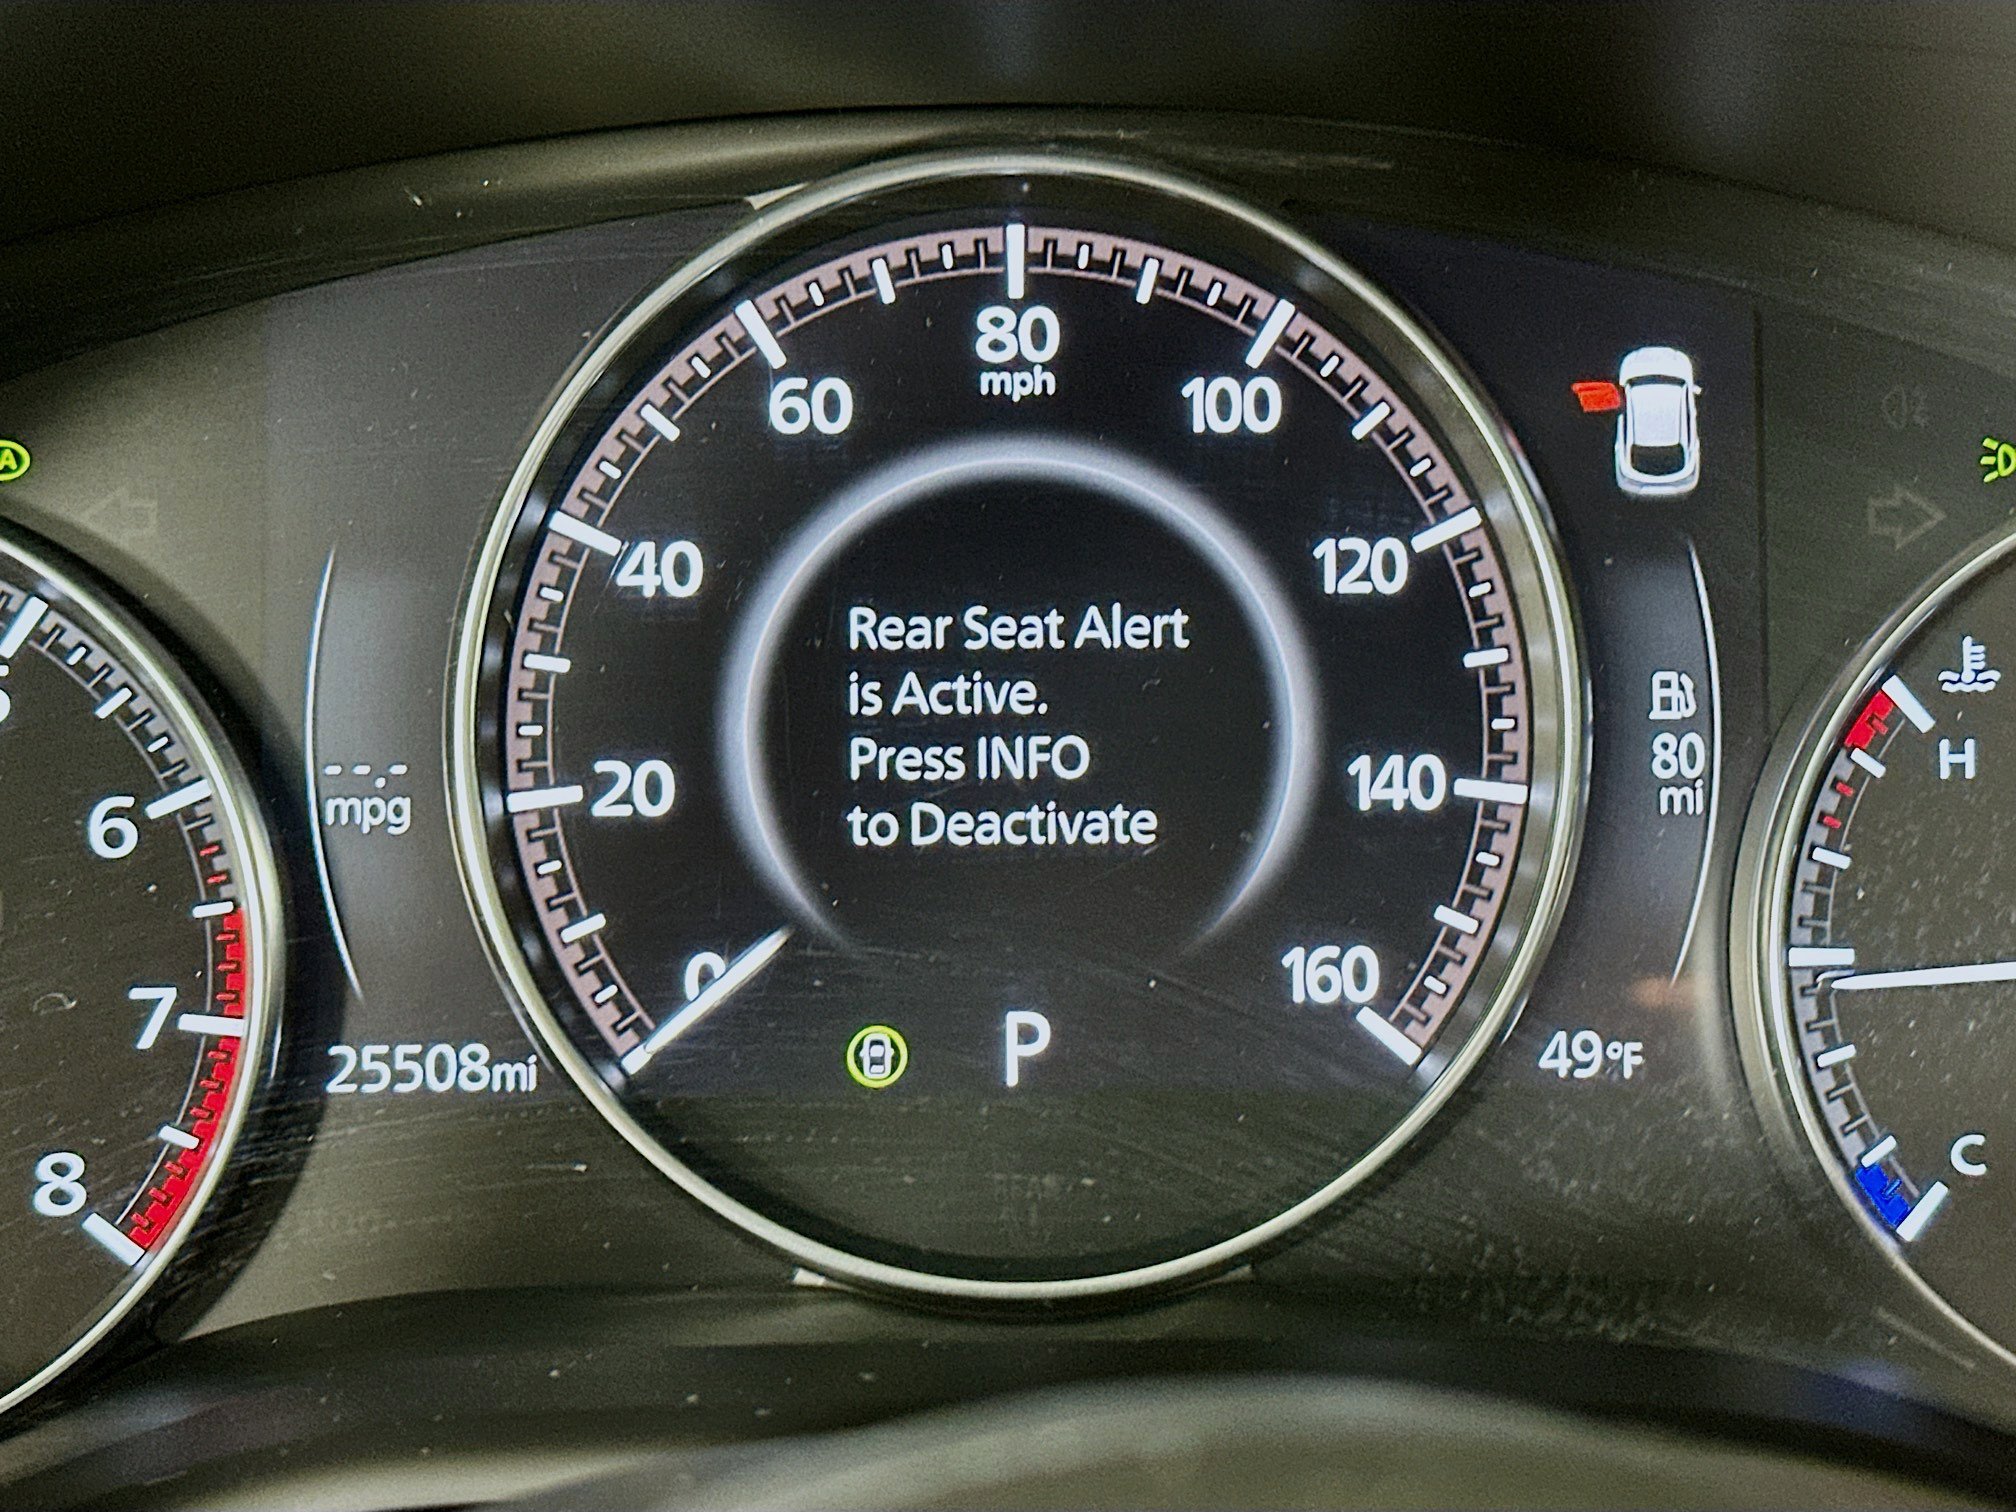 80
mph
60
100
40
120
Rear Seat Alert
is Active.
Press INFO
to Deactivate
20
140
0
160
P
--.-
mpg
25508mi
80
mi
49°F
6
7
8
H
C
A